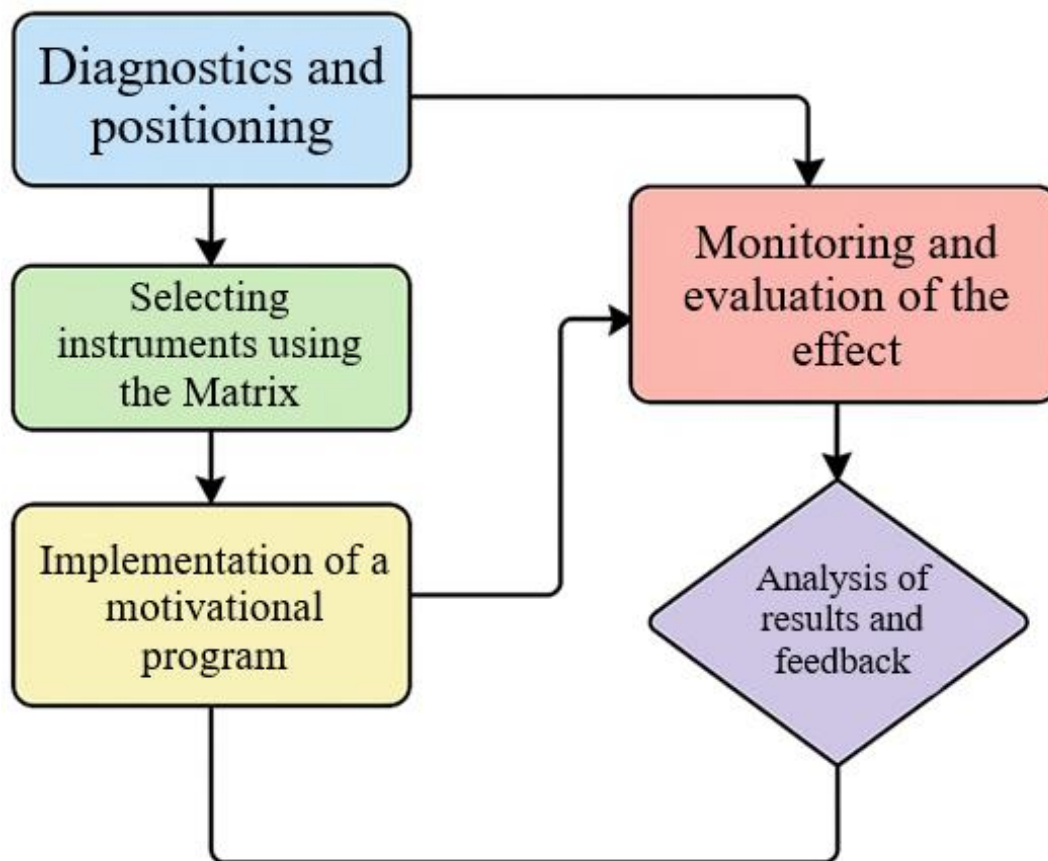 Diagnostics and
positioning
Selecting
instruments using
the Matrix
Implementation of a
motivational
program
Monitoring and
evaluation of the
effect
Analysis of
results and
feedback